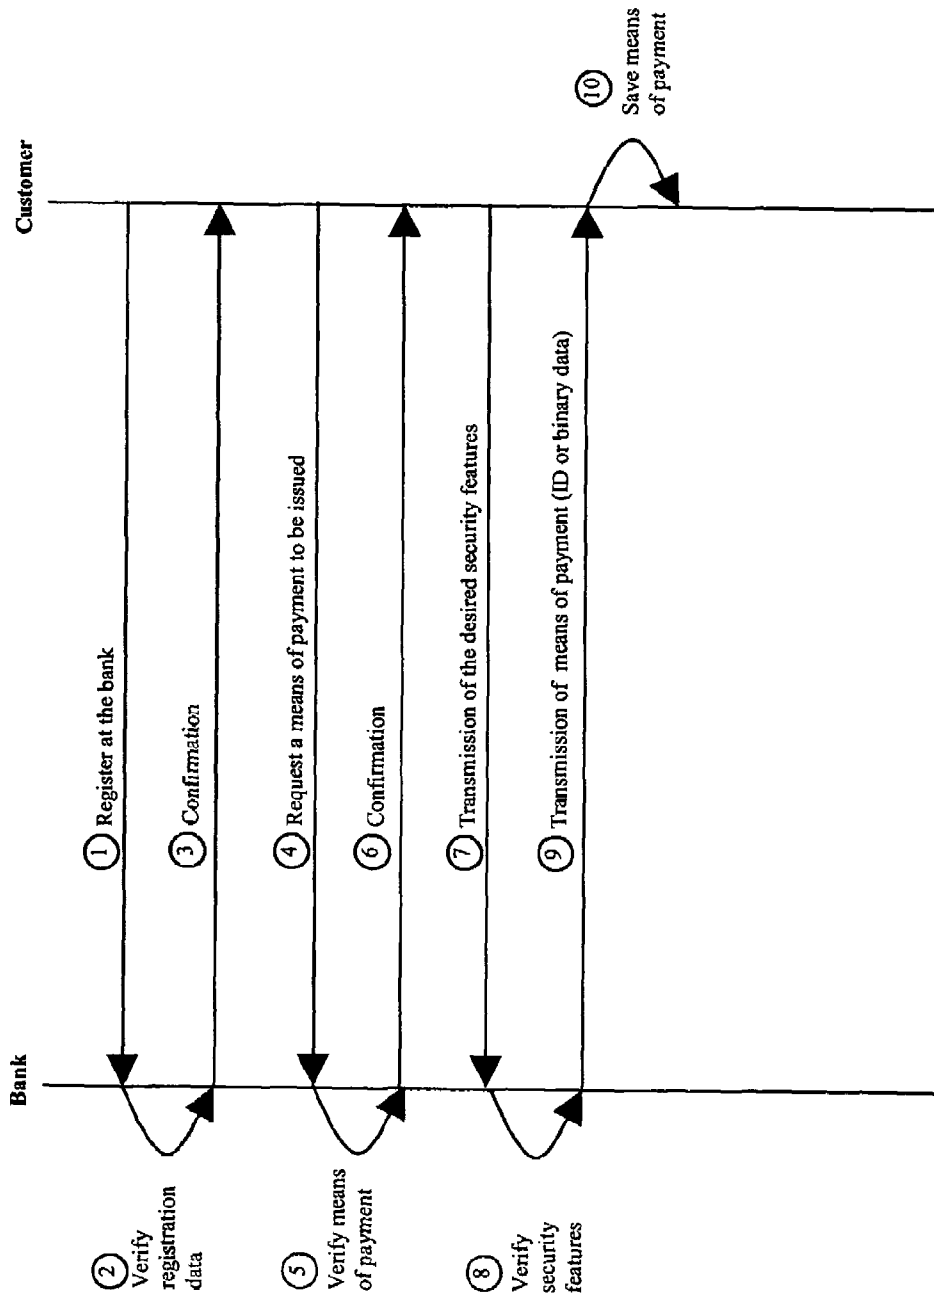 Bank
Customer
1 Register at the bank
2
Verify
registration
data
3 Confirmation
4 Request a means of payment to be issued
5
Verify means
of payment
6 Confirmation
7 Transmission of the desired security features
8
Verify
security
features
9 Transmission of means of payment (ID or binary data)
10
Save means
of payment